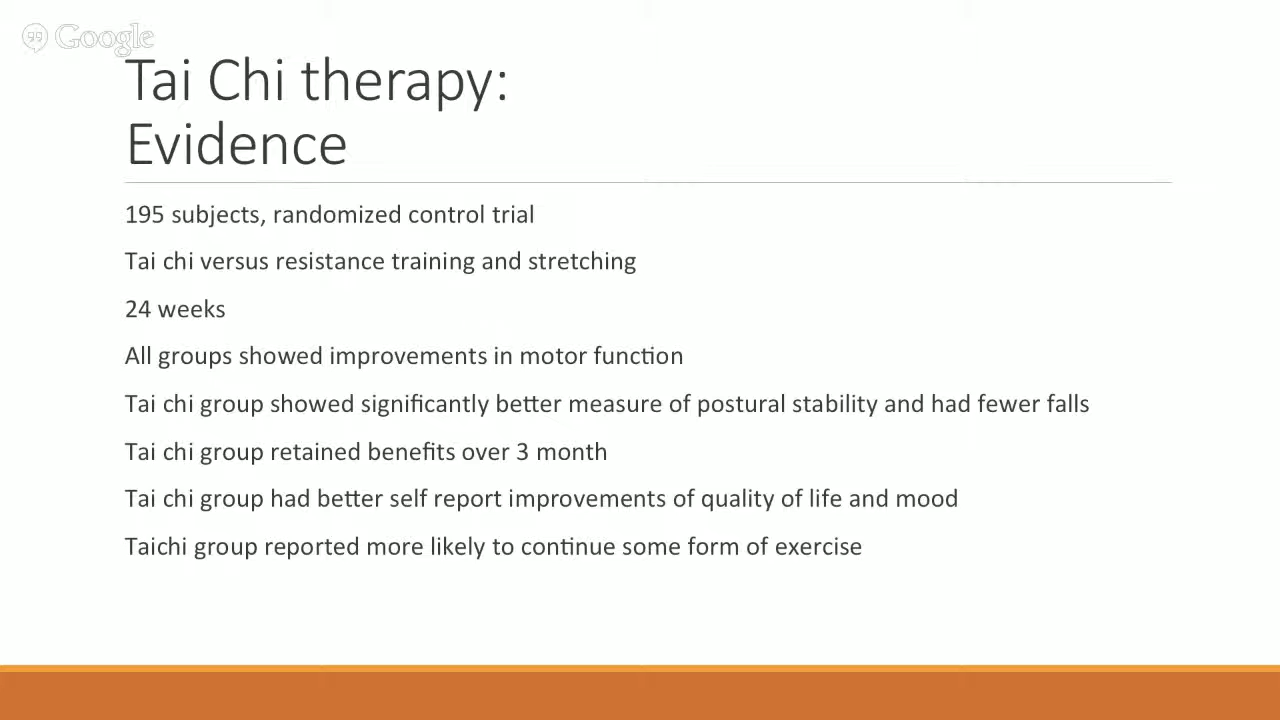 Google
Tai Chi therapy:
Evidence
195 subjects, randomized control trial
Tai chi versus resistance training and stretching
24 weeks
All groups showed improvements in motor function
Tai chi group showed significantly better measure of postural stability and had fewer falls
Tai chi group retained benefits over 3 month
Tai chi group had better self report improvements of quality of life and mood
Taichi group reported more likely to continue some form of exercise